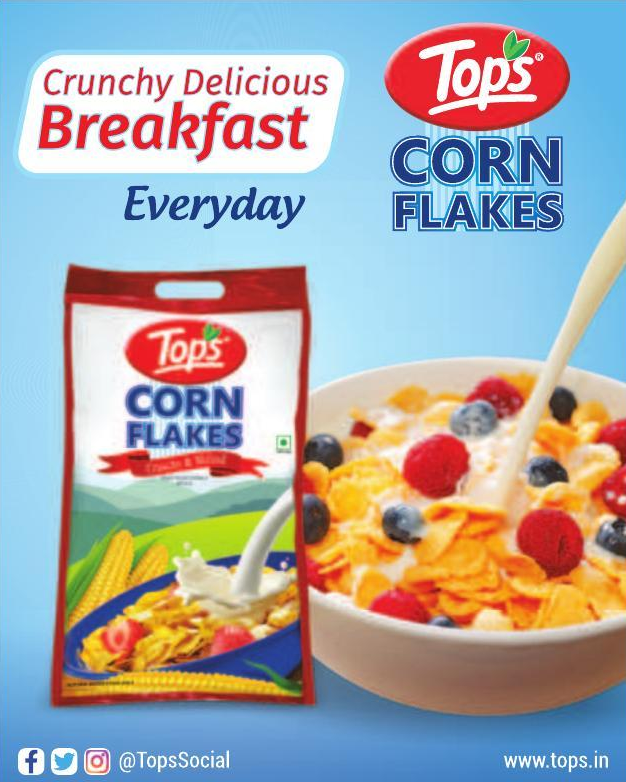 Crunchy Delicious
Breakfast
Everyday
Tops®
CORN
FLAKES
Tops
CORN
FLAKES
@TopsSocial
www.tops.in